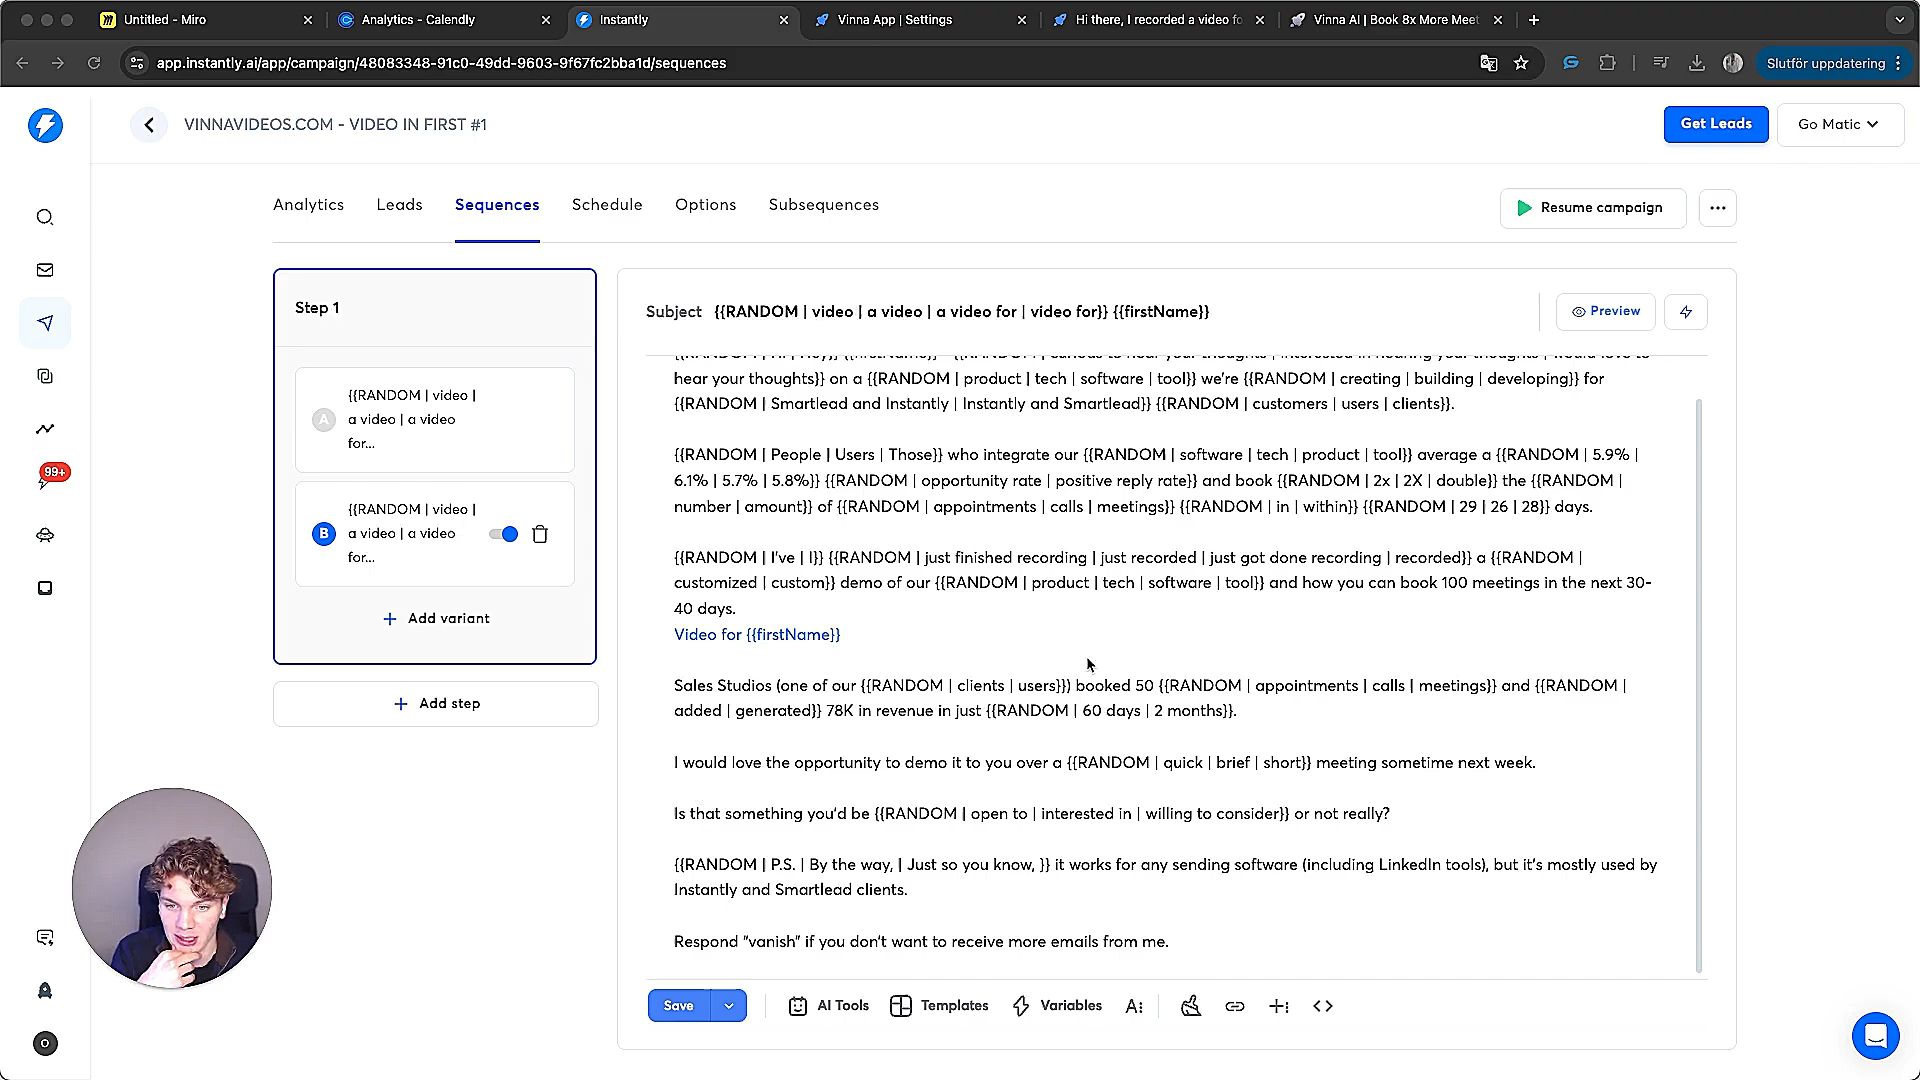 Untitled - Miro
Analytics - Calendly
Instantly
Vinna App | Settings
Hi there, I recorded a video fo
Vinna AI | Book 8x More Meet
app.instantly.ai/app/campaign/48083348-91c0-49dd-9603-9f67fc2bba1d/sequences
Slutför uppdatering
VINNAVIDEOS.COM - VIDEO IN FIRST #1
Get Leads
Go Matic
Analytics
Leads
Sequences
Schedule
Options
Subsequences
Resume campaign
Step 1
A
{{RANDOM | video |
a video | a video
for...
B
{{RANDOM | video |
a video | a video
for...
Add variant
Add step
99+
O
Subject {{RANDOM | video | a video | a video for | video for}} {{firstName}}
Preview
hear your thoughts}} on a {{RANDOM | product | tech | software | tool}} we're {{RANDOM | creating | building | developing}} for
{{RANDOM | Smartlead and Instantly | Instantly and Smartlead}} {{RANDOM | customers | users | clients}}.
{{RANDOM | People | Users | Those}} who integrate our {{RANDOM | software | tech | product | tool}} average a {{RANDOM | 5.9% |
6.1% | 5.7% | 5.8%}} {{RANDOM | opportunity rate | positive reply rate}} and book {{RANDOM | 2x | 2X | double}} the {{RANDOM |
number | amount}} of {{RANDOM | appointments | calls | meetings}} {{RANDOM | in | within}} {{RANDOM | 29 | 26 | 28}} days.
{{RANDOM | I've | I}} {{RANDOM | just finished recording | just recorded | just got done recording | recorded}} a {{RANDOM |
customized | custom}} demo of our {{RANDOM | product | tech | software | tool}} and how you can book 100 meetings in the next 30-
40 days.
Video for {{firstName}}
Sales Studios (one of our {{RANDOM | clients | users}}) booked 50 {{RANDOM | appointments | calls | meetings}} and {{RANDOM |
added | generated}} 78K in revenue in just {{RANDOM | 60 days | 2 months}}.
I would love the opportunity to demo it to you over a {{RANDOM | quick | brief | short}} meeting sometime next week.
Is that something you'd be {{RANDOM | open to | interested in | willing to consider}} or not really?
{{RANDOM | P.S. | By the way, | Just so you know, }} it works for any sending software (including LinkedIn tools), but it's mostly used by
Instantly and Smartlead clients.
Respond "vanish" if you don't want to receive more emails from me.
Save
AI Tools
Templates
Variables